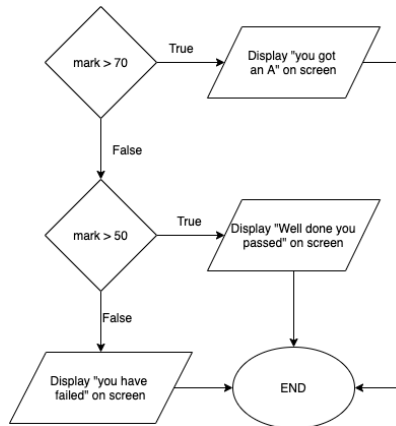 mark > 70
True
Display "you got
an A" on screen
False
mark > 50
True
Display "Well done you
passed" on screen
False
Display "you have
failed" on screen
END